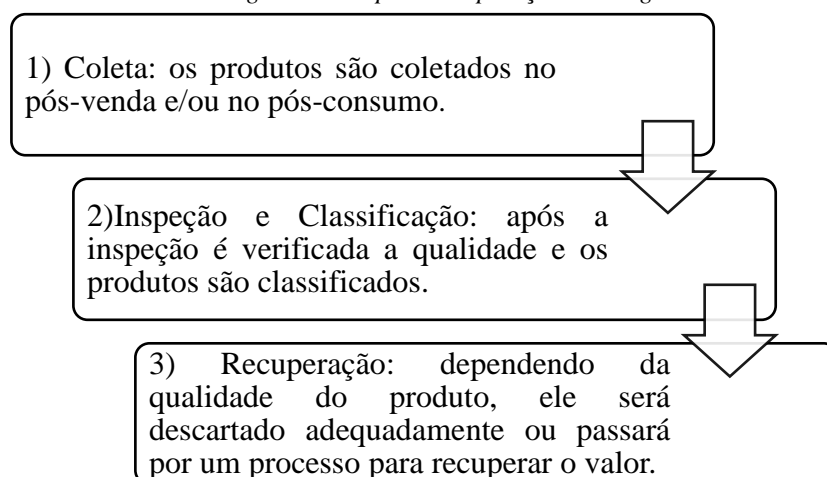 1) Coleta: os produtos são coletados no
pós-venda e/ou no pós-consumo.
2)Inspeção e Classificação: após a
inspeção é verificada a qualidade e os
produtos são classificados.
3) Recuperação: dependendo da
qualidade do produto, ele será
descartado adequadamente ou passará
por um processo para recuperar o valor.